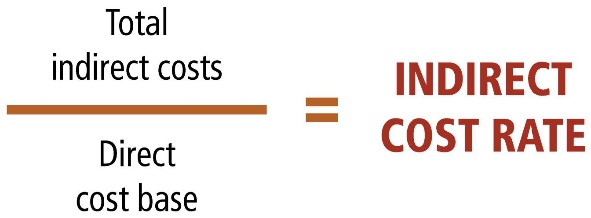 Total
indirect costs
Direct
cost base
=
INDIRECT
COST RATE